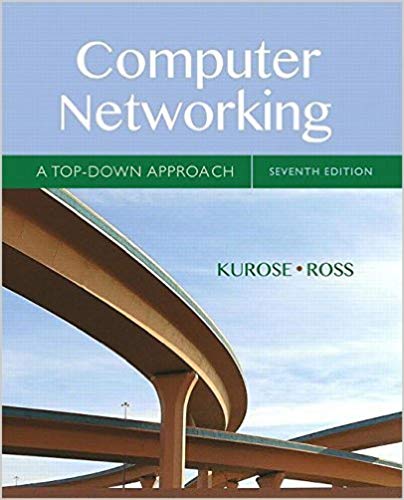 Computer
Networking
A TOP-DOWN APPROACH SEVENTH EDITION
KUROSE • ROSS